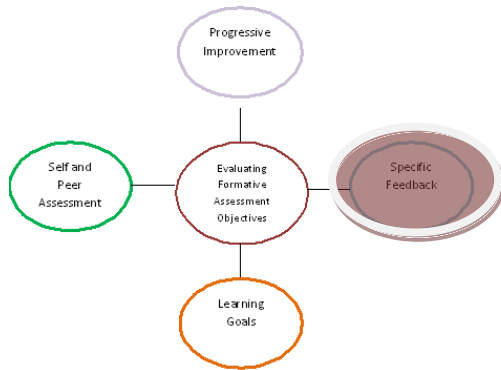 Progressive
Improvement
Self and
Peer
Assessment
Evaluating
Formative
Assessment
Objectives
Specific
Feedback
Learning
Goals